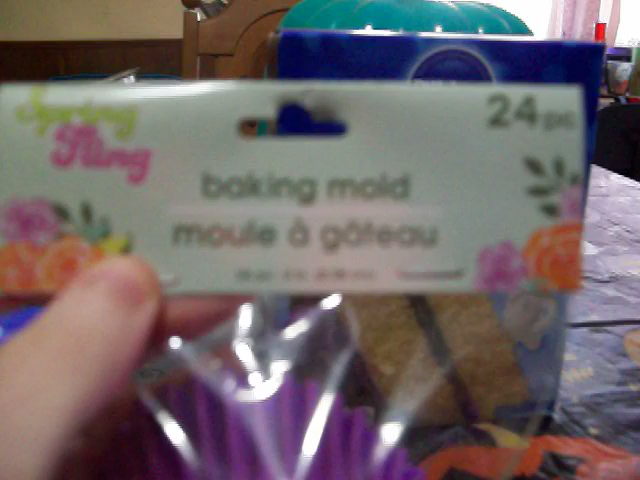 Spring
Fling
24 pc
baking mold
moule à gâteau